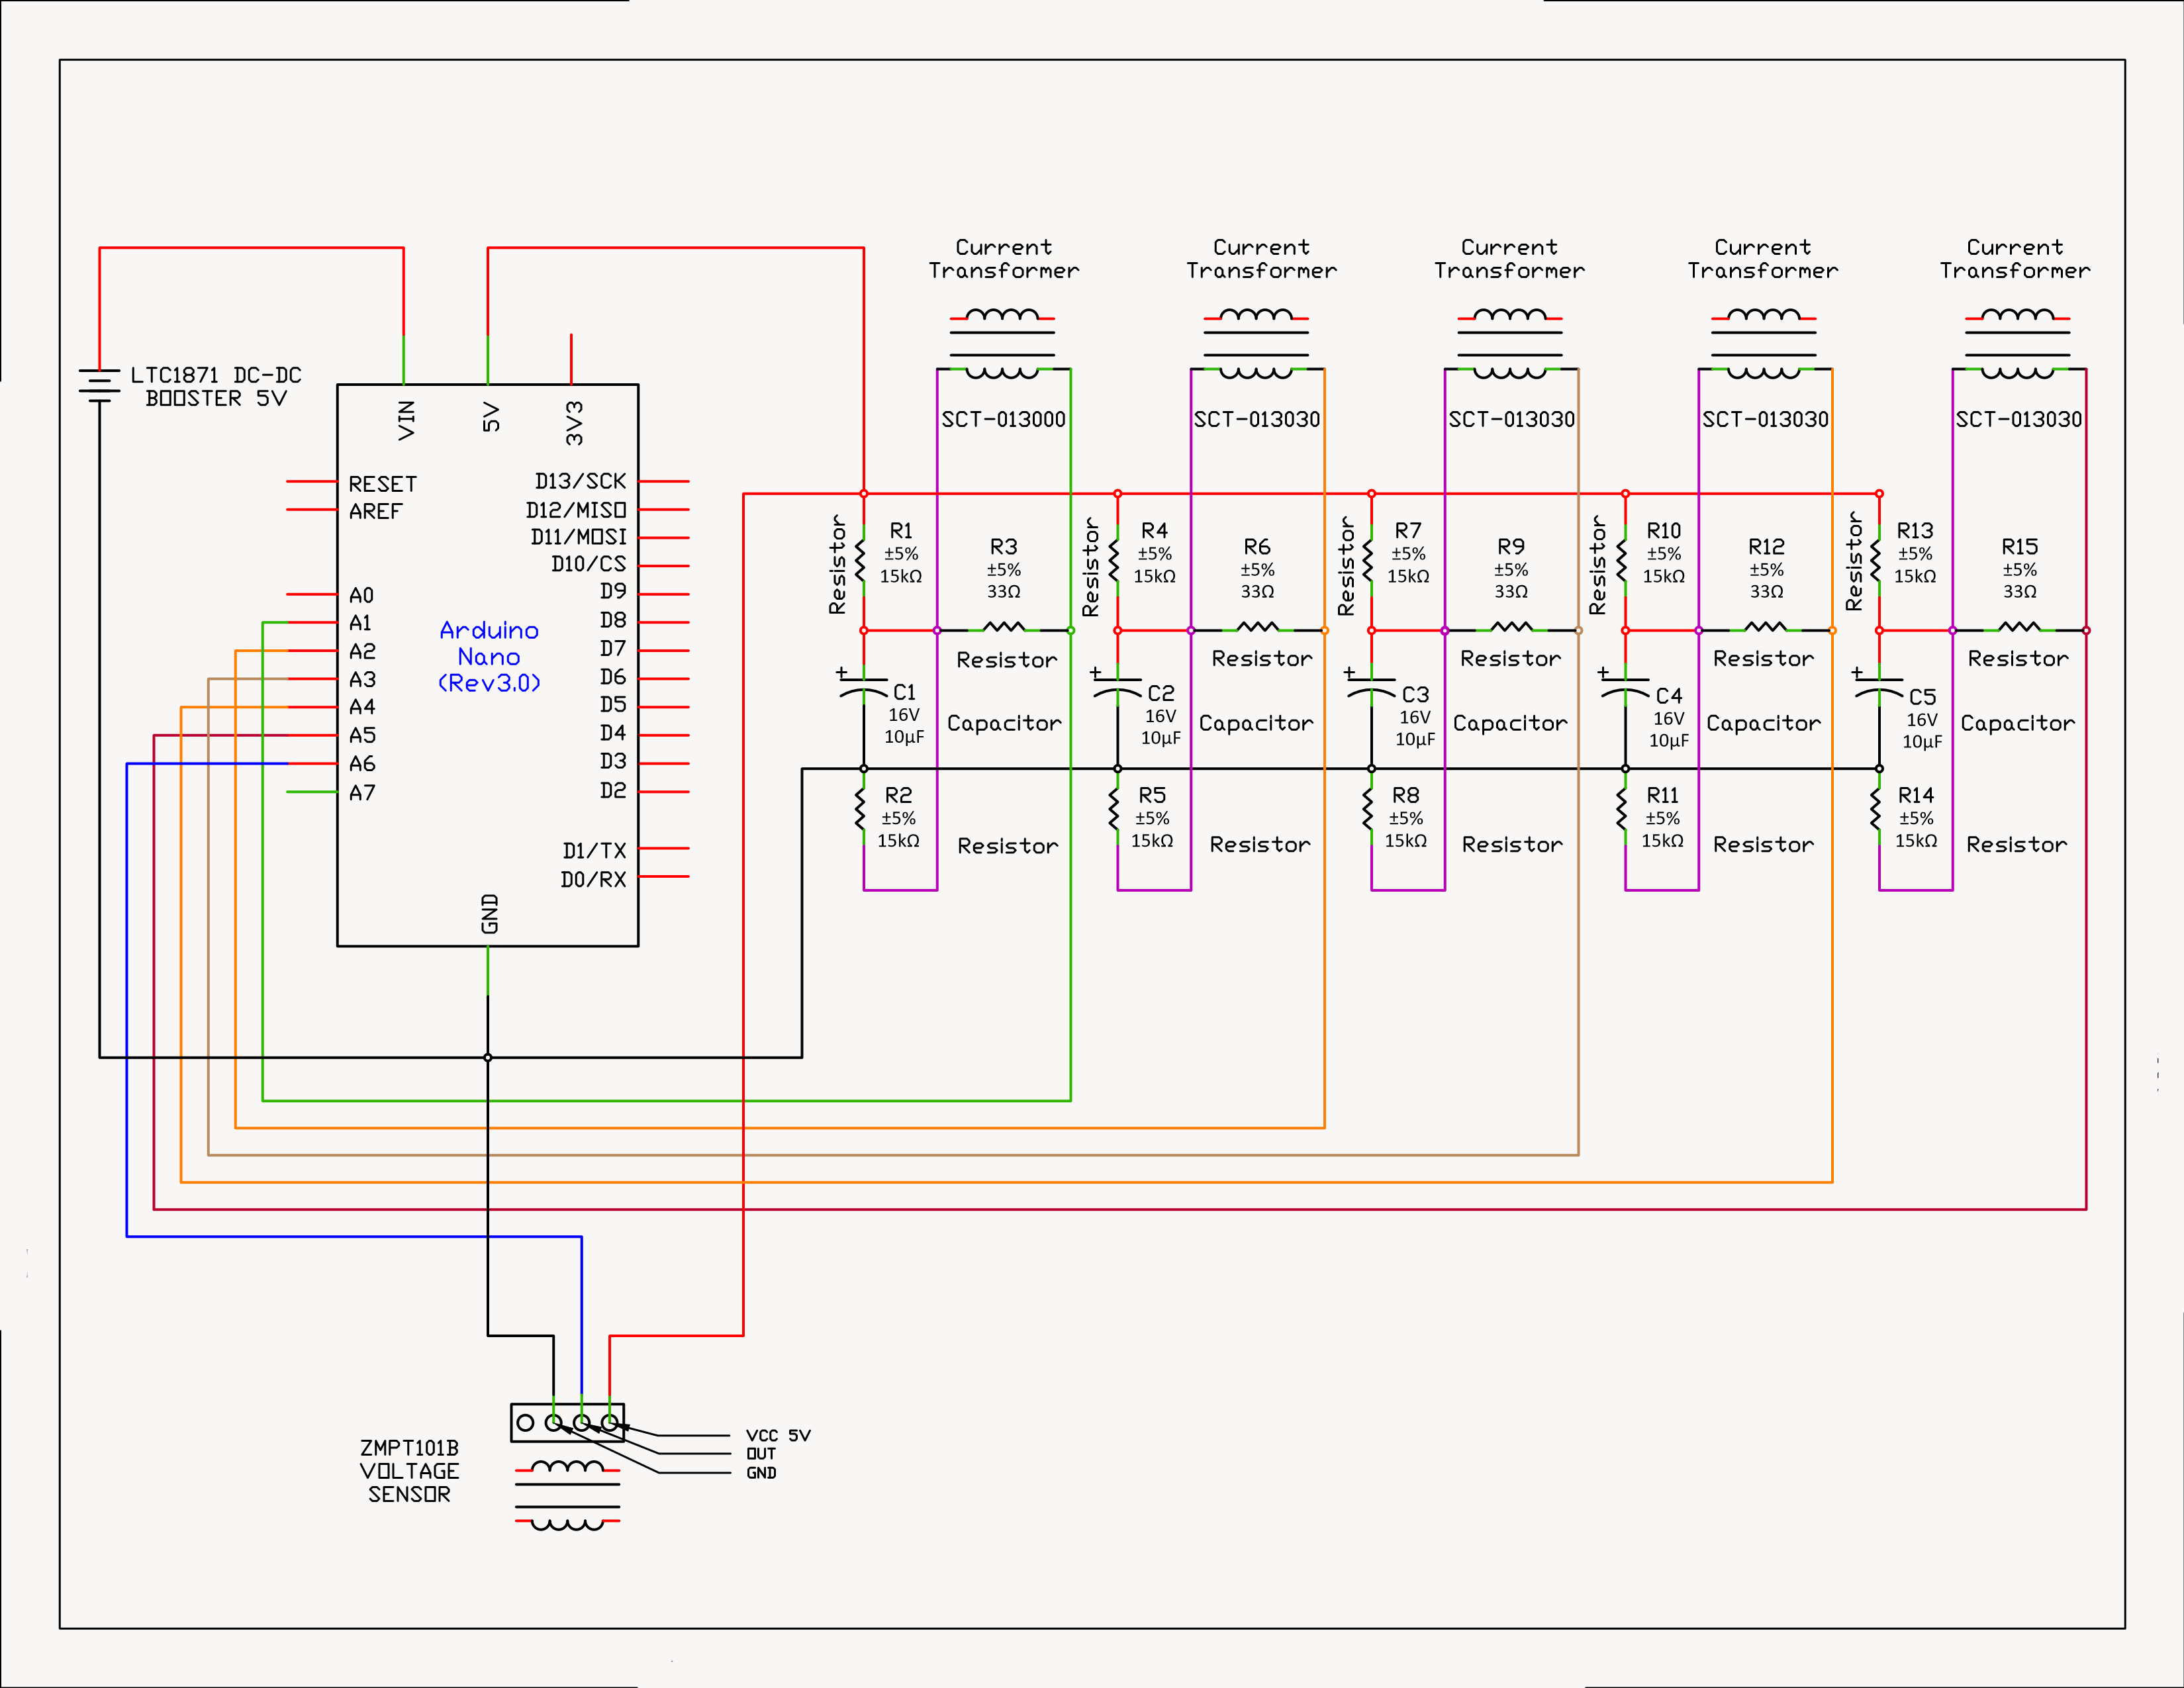 LTC1871 DC-DC
BOOSTER 5V
VIN
5V
3V3
RESET
AREF
A0
A1
A2
A3
A4
A5
A6
A7
Arduino
Nano
(Rev3.0)
D13/SCK
D12/MISO
D11/MOSI
D10/CS
D9
D8
D7
D6
D5
D4
D3
D2
D1/TX
D0/RX
GND
Current
Transformer
SCT-013000
Resistor
R1
±5%
15kΩ
R3
±5%
33Ω
Resistor
+
C1
16V
10µF
Capacitor
R2
±5%
15kΩ
Resistor
Current
Transformer
SCT-013030
Resistor
R4
±5%
15kΩ
R6
±5%
33Ω
Resistor
+
C2
16V
10µF
Capacitor
R5
±5%
15kΩ
Resistor
Current
Transformer
SCT-013030
Resistor
R7
±5%
15kΩ
R9
±5%
33Ω
Resistor
+
C3
16V
10µF
Capacitor
R8
±5%
15kΩ
Resistor
Current
Transformer
SCT-013030
Resistor
R10
±5%
15kΩ
R12
±5%
33Ω
Resistor
+
C4
16V
10µF
Capacitor
R11
±5%
15kΩ
Resistor
Current
Transformer
SCT-013030
Resistor
R13
±5%
15kΩ
R15
±5%
33Ω
Resistor
+
C5
16V
10µF
Capacitor
R14
±5%
15kΩ
Resistor
ZMPT101B
VOLTAGE
SENSOR
VCC 5V
OUT
GND